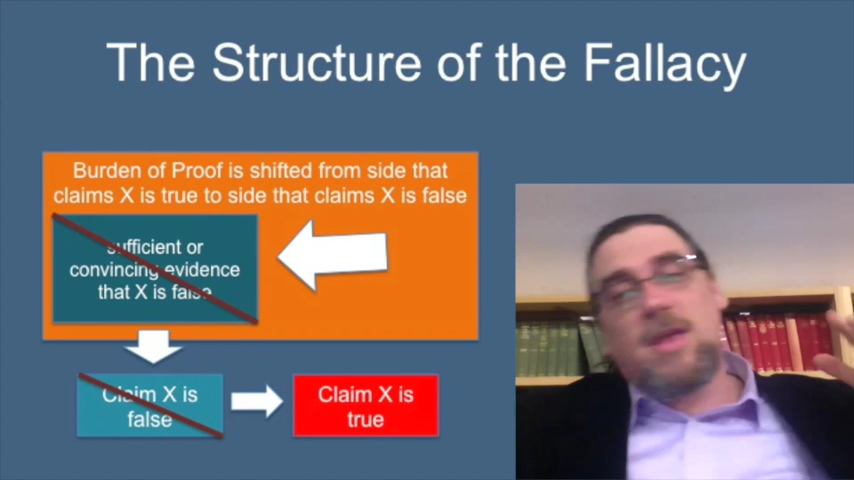 The Structure of the Fallacy
Burden of Proof is shifted from side that
claims X is true to side that claims X is false
sufficient or
convincing evidence
that X is false
Claim X is
false
Claim X is
true